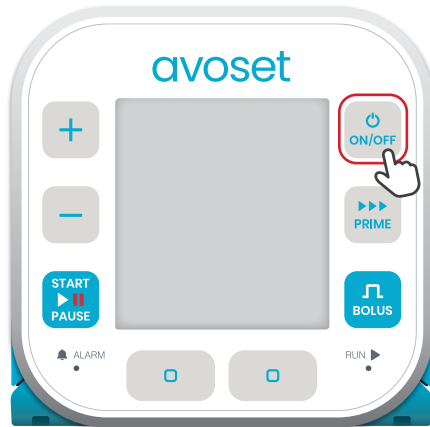 avoset
+
ON/OFF
−
PRIME
START
PAUSE
BOLUS
ALARM
RUN